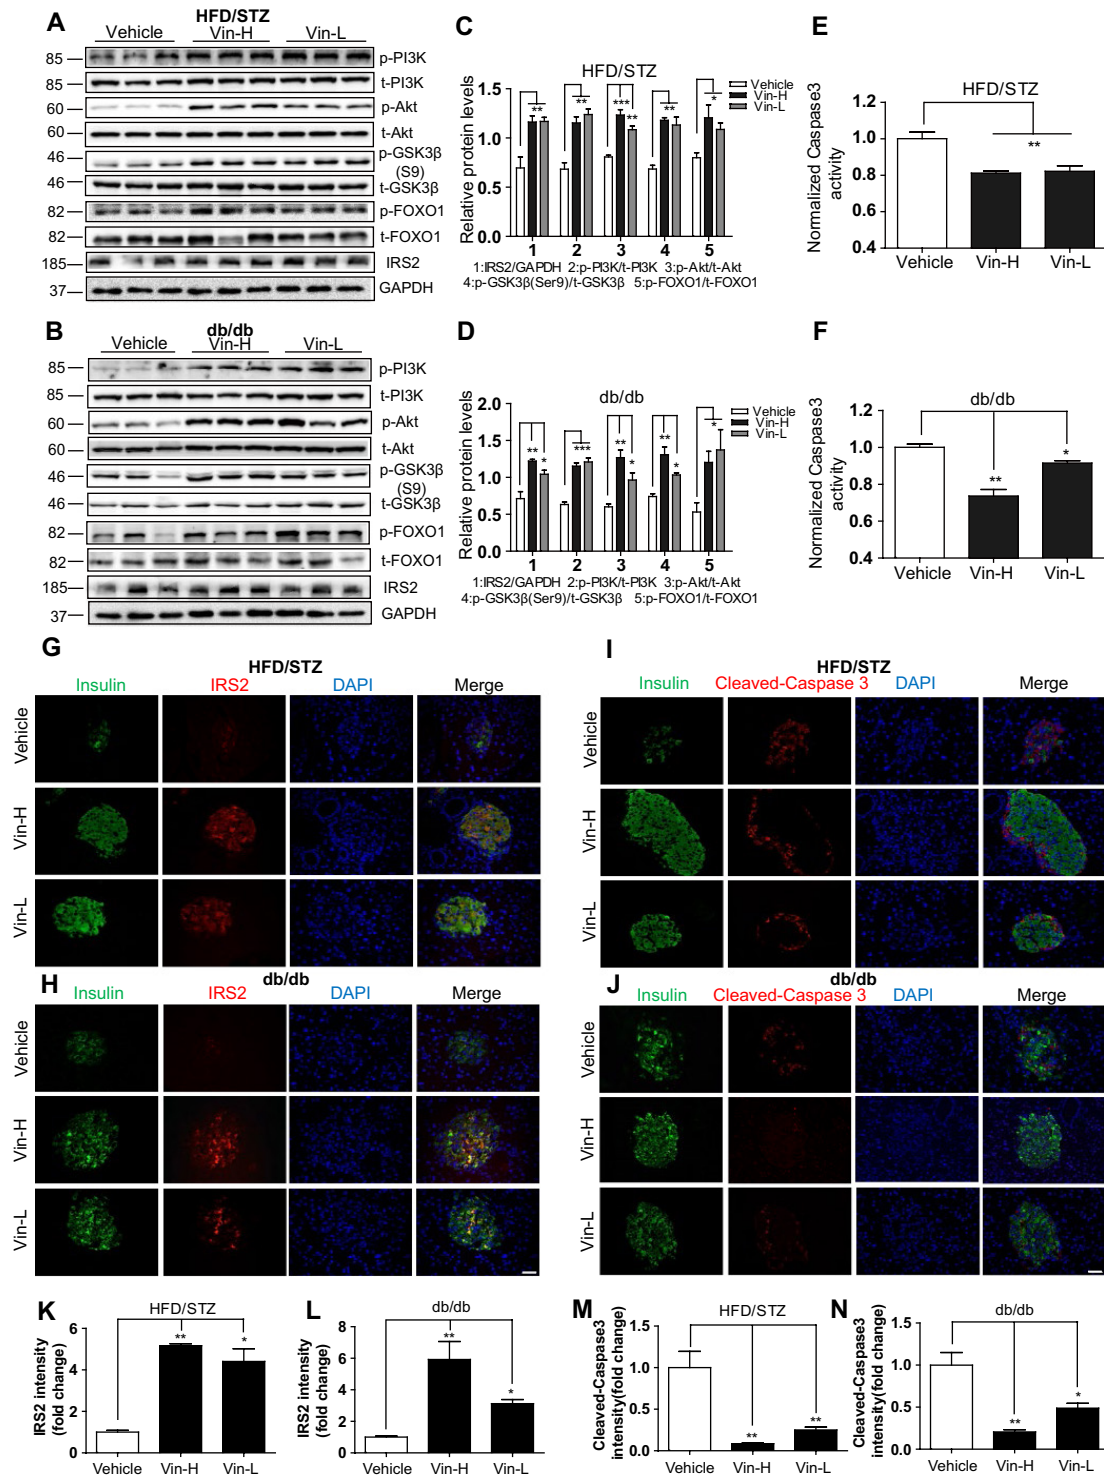 A
HFD/STZ
Vehicle Vin-H Vin-L
85 p-PI3K
85 t-PI3K
60 p-Akt
60 t-Akt
46 p-GSK3β
(S9)
46 t-GSK3β
82 p-FOXO1
82 t-FOXO1
185 IRS2
37 GAPDH
B
db/db
Vehicle Vin-H Vin-L
85 p-PI3K
85 t-PI3K
60 p-Akt
60 t-Akt
46 p-GSK3β
(S9)
46 t-GSK3β
82 p-FOXO1
82 t-FOXO1
185 IRS2
37 GAPDH
C
HFD/STZ
Relative protein levels
1.5
1.0
0.5
0.0
** ** *** ** ** *
Vehicle
Vin-H
Vin-L
1 2 3 4 5
1:IRS2/GAPDH 2:p-PI3K/t-PI3K 3:p-Akt/t-Akt
4:p-GSK3β(Ser9)/t-GSK3β 5:p-FOXO1/t-FOXO1
D
db/db
Relative protein levels
2.0
1.5
1.0
0.5
0.0
** * *** ** * ** * *
Vehicle
Vin-H
Vin-L
1 2 3 4 5
1:IRS2/GAPDH 2:p-PI3K/t-PI3K 3:p-Akt/t-Akt
4:p-GSK3β(Ser9)/t-GSK3β 5:p-FOXO1/t-FOXO1
E
HFD/STZ
Normalized Caspase3
activity
1.2
1.0
0.8
0.6
0.4
**
Vehicle Vin-H Vin-L
F
db/db
Normalized Caspase3
activity
1.2
1.0
0.8
0.6
0.4
** *
Vehicle Vin-H Vin-L
G
HFD/STZ
Insulin IRS2 DAPI Merge
Vehicle
Vin-H
Vin-L
H
db/db
Insulin IRS2 DAPI Merge
Vehicle
Vin-H
Vin-L
I
HFD/STZ
Insulin Cleaved-Caspase 3 DAPI Merge
Vehicle
Vin-H
Vin-L
J
db/db
Insulin Cleaved-Caspase 3 DAPI Merge
Vehicle
Vin-H
Vin-L
K
HFD/STZ
IRS2 intensity
(fold change)
8
6
4
2
0
** *
Vehicle Vin-H Vin-L
L
db/db
IRS2 intensity
(fold change)
8
6
4
2
0
** *
Vehicle Vin-H Vin-L
M
HFD/STZ
Cleaved-Caspase3
intensity(fold change)
1.5
1.0
0.5
0.0
** **
Vehicle Vin-H Vin-L
N
db/db
Cleaved-Caspase3
intensity(fold change)
1.5
1.0
0.5
0.0
** *
Vehicle Vin-H Vin-L